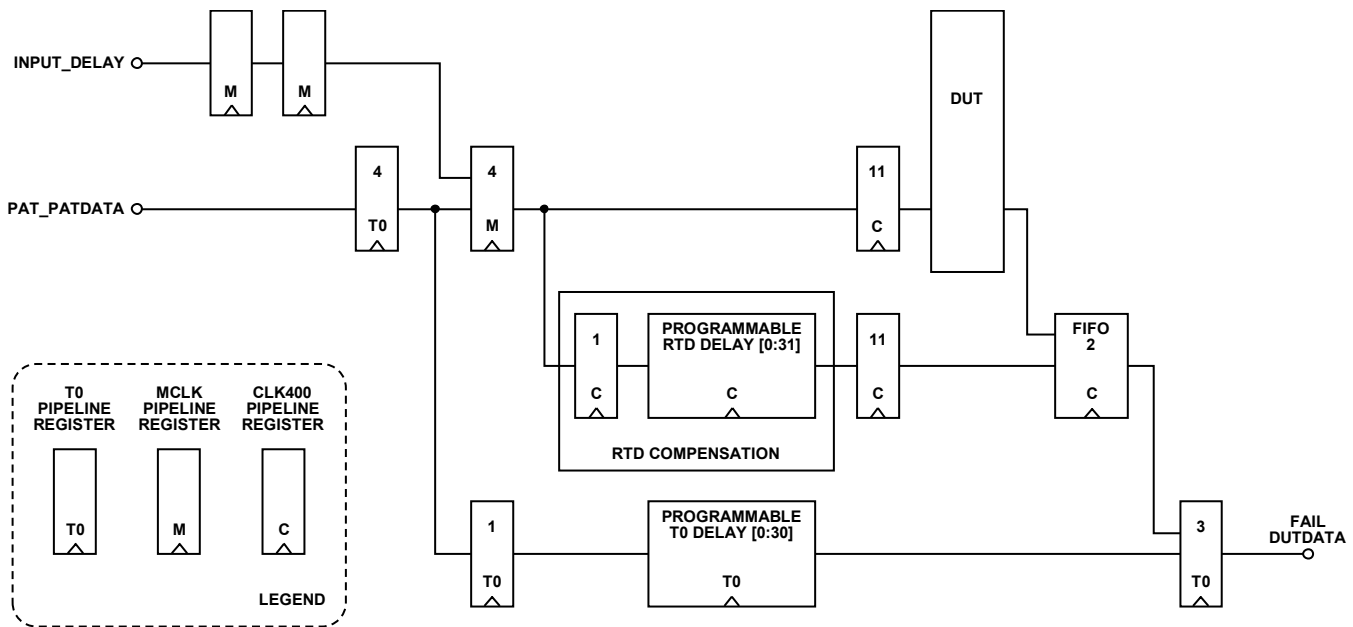 INPUT_DELAY
M
M
DUT
PAT_PATDATA
4
T0
4
M
11
C
1
C
PROGRAMMABLE
RTD DELAY [0:31]
C
RTD COMPENSATION
11
C
FIFO
2
C
1
T0
PROGRAMMABLE
T0 DELAY [0:30]
T0
3
T0
FAIL
DUTDATA
T0
PIPELINE
REGISTER
T0
MCLK
PIPELINE
REGISTER
M
CLK400
PIPELINE
REGISTER
C
LEGEND